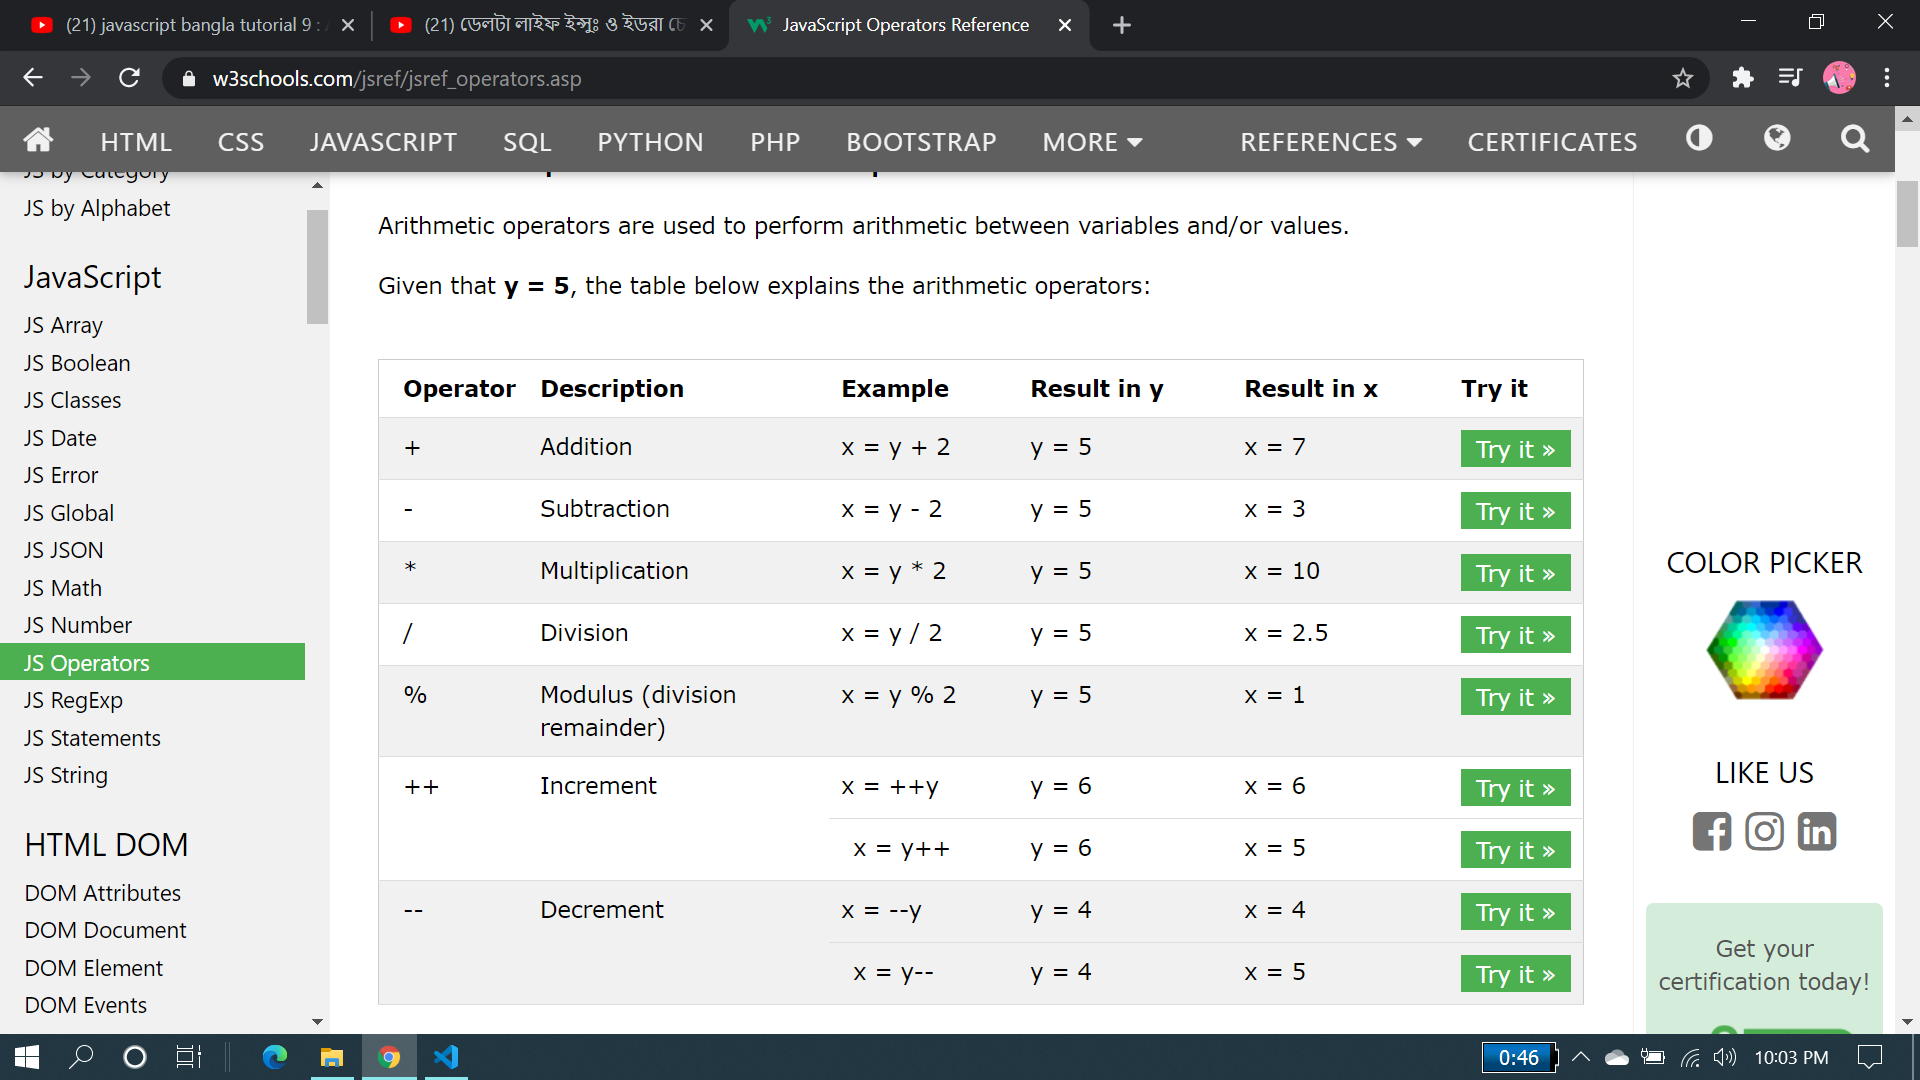 (21) javascript bangla tutorial 9 :
(21) ডেলটা লাইফ ইন্সুঃ ও ইডরা
JavaScript Operators Reference
w3schools.com/jsref/jsref_operators.asp
HTML CSS JAVASCRIPT SQL PYTHON PHP BOOTSTRAP MORE REFERENCES CERTIFICATES
JS by Category
JS by Alphabet
JavaScript
JS Array
JS Boolean
JS Classes
JS Date
JS Error
JS Global
JS JSON
JS Math
JS Number
JS Operators
JS RegExp
JS Statements
JS String
HTML DOM
DOM Attributes
DOM Document
DOM Element
DOM Events
Arithmetic operators are used to perform arithmetic between variables and/or values.
Given that y = 5, the table below explains the arithmetic operators:
Operator Description Example Result in y Result in x Try it
+ Addition x = y + 2 y = 5 x = 7 Try it »
- Subtraction x = y - 2 y = 5 x = 3 Try it »
* Multiplication x = y * 2 y = 5 x = 10 Try it »
/ Division x = y / 2 y = 5 x = 2.5 Try it »
% Modulus (division x = y % 2 y = 5 x = 1 Try it »
remainder)
++ Increment x = ++y y = 6 x = 6 Try it »
x = y++ y = 6 x = 5 Try it »
-- Decrement x = --y y = 4 x = 4 Try it »
x = y-- y = 4 x = 5 Try it »
COLOR PICKER
LIKE US
Get your
certification today!
0:46
10:03 PM